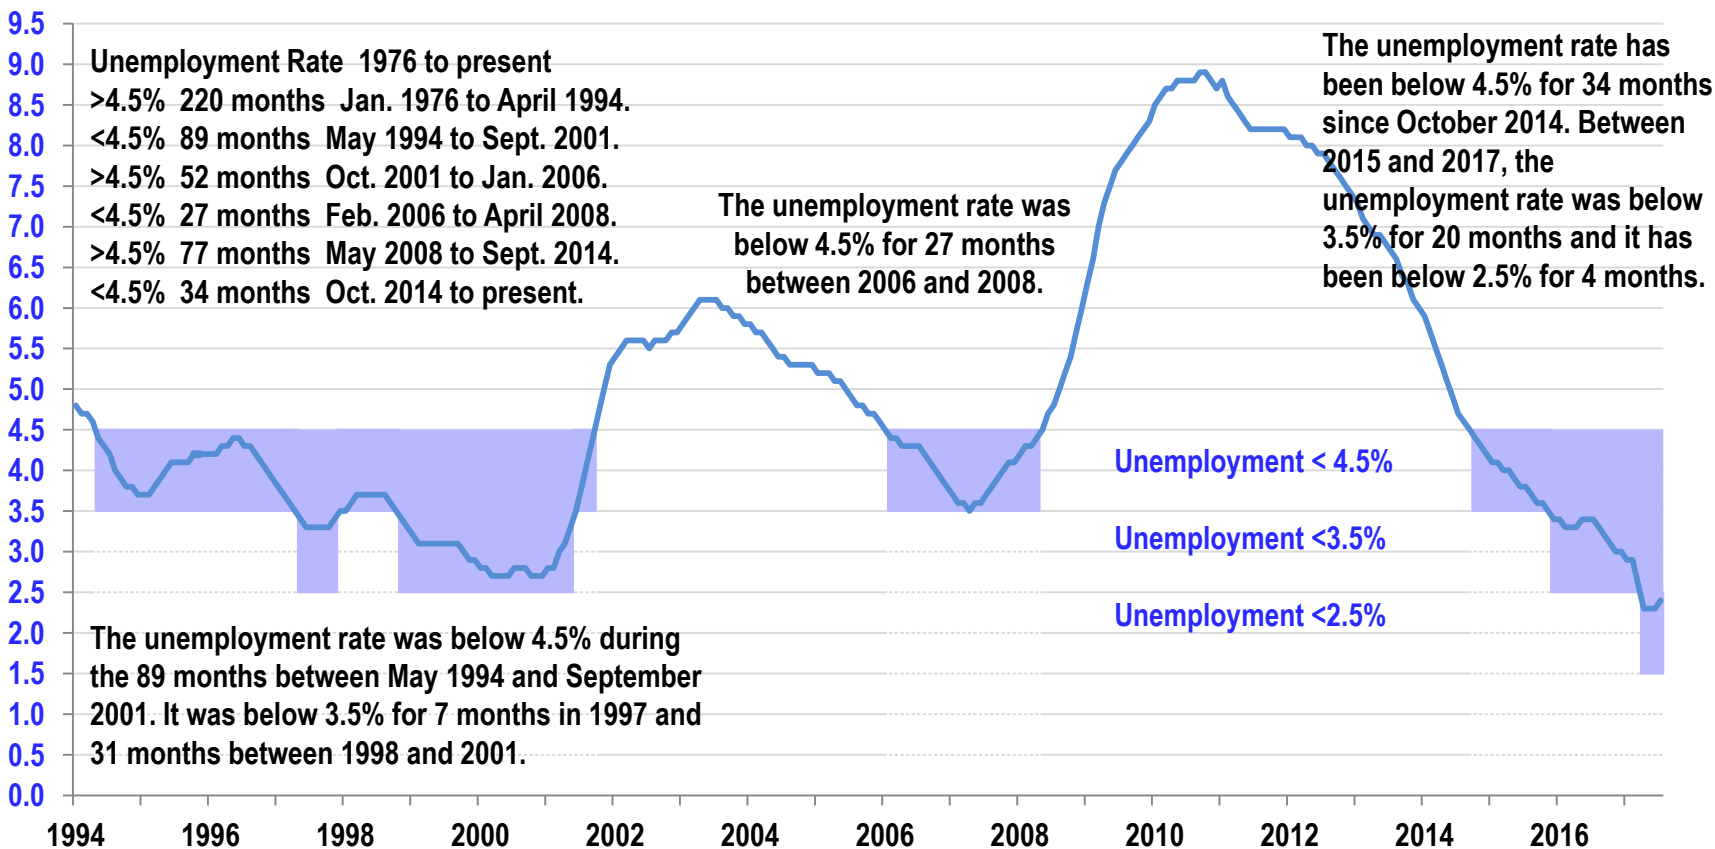 9.5
9.0
8.5
8.0
7.5
7.0
6.5
6.0
5.5
5.0
4.5
4.0
3.5
3.0
2.5
2.0
1.5
1.0
0.5
0.0
Unemployment Rate  1976 to present
>4.5%  220 months  Jan. 1976 to April 1994.
<4.5%  89 months  May 1994 to Sept. 2001.
>4.5%  52 months  Oct. 2001 to Jan. 2006.
<4.5%  27 months  Feb. 2006 to April 2008.
>4.5%  77 months  May 2008 to Sept. 2014.
<4.5%  34 months  Oct. 2014 to present.
The unemployment rate was
below 4.5% for 27 months
between 2006 and 2008.
The unemployment rate has
been below 4.5% for 34 months
since October 2014. Between
2015 and 2017, the
unemployment rate was below
3.5% for 20 months and it has
been below 2.5% for 4 months.
Unemployment < 4.5%
Unemployment <3.5%
Unemployment <2.5%
The unemployment rate was below 4.5% during
the 89 months between May 1994 and September
2001. It was below 3.5% for 7 months in 1997 and
31 months between 1998 and 2001.
1994 1996 1998 2000 2002 2004 2006 2008 2010 2012 2014 2016